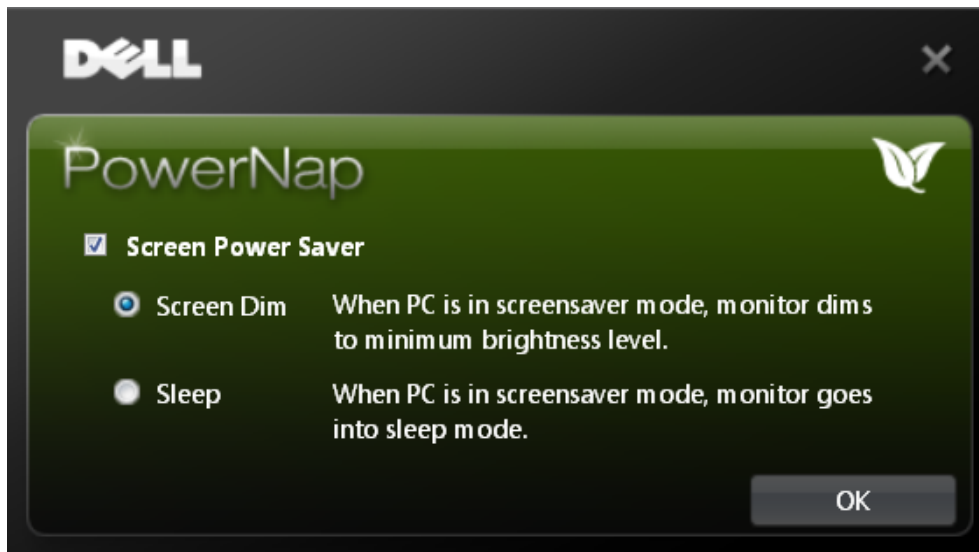 DELL
PowerNap
Screen Power Saver
Screen Dim When PC is in screensaver mode, monitor dims
to minimum brightness level.
Sleep When PC is in screensaver mode, monitor goes
into sleep mode.
OK